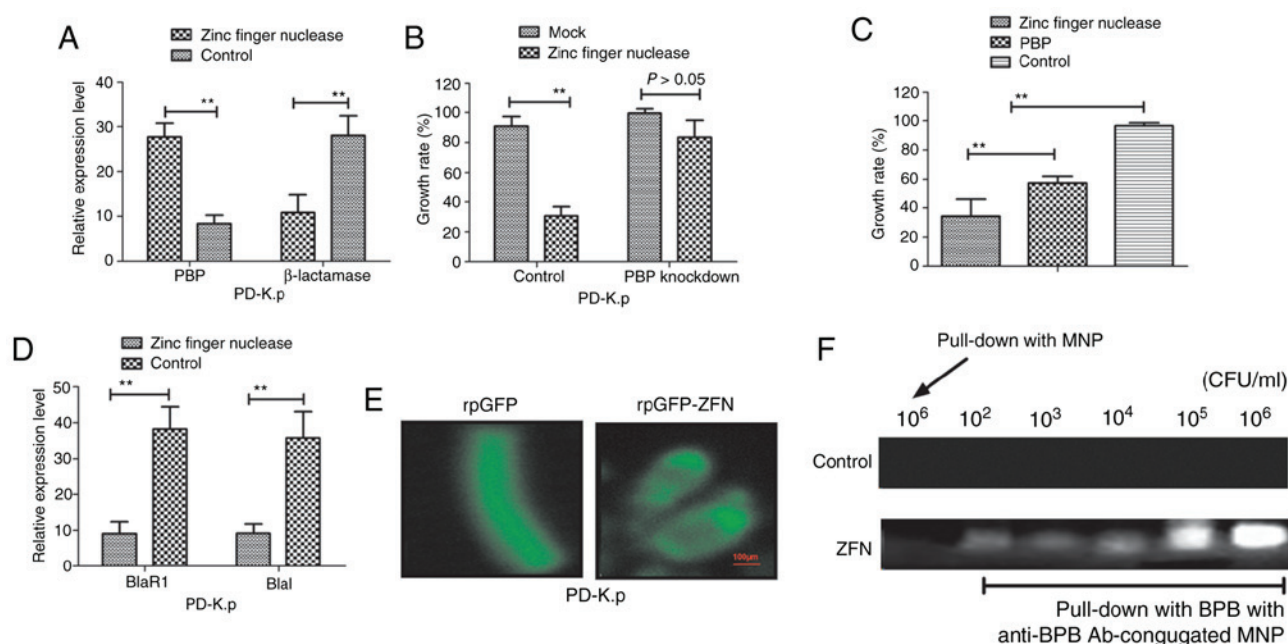 A
Zinc finger nuclease
Control
Relative expression level
40
30
20
10
0
**
**
PBP
β-lactamase
PD-K.p
B
Mock
Zinc finger nuclease
Growth rate (%)
120
100
80
60
40
20
0
**
P > 0.05
Control
PBP knockdown
PD-K.p
C
Zinc finger nuclease
PBP
Control
Growth rate (%)
120
100
80
60
40
20
0
**
**
D
Zinc finger nuclease
Control
Relative expression level
50
40
30
20
10
0
**
**
BlaR1
Blal
PD-K.p
E
rpGFP
rpGFP-ZFN
100μm
PD-K.p
F
Pull-down with MNP
(CFU/ml)
10⁶ 10² 10³ 10⁴ 10⁵ 10⁶
Control
ZFN
Pull-down with BPB with
anti-BPB Ab-congugated MNP